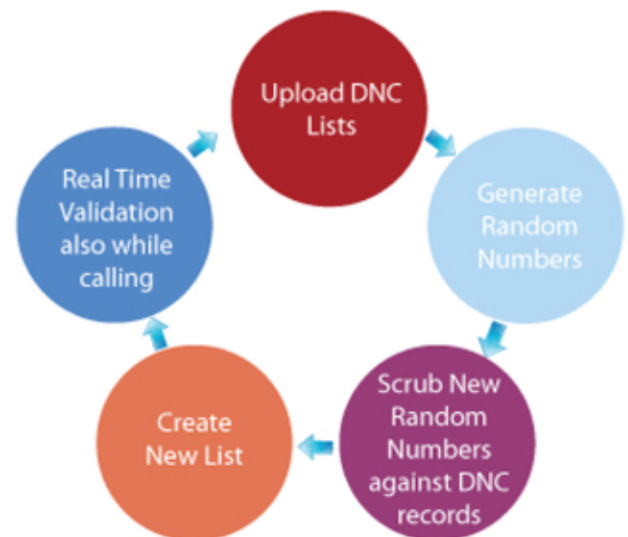 Upload DNC
Lists
Generate
Random
Numbers
Scrub New
Random
Numbers
against DNC
records
Create
New List
Real Time
Validation
also while
calling